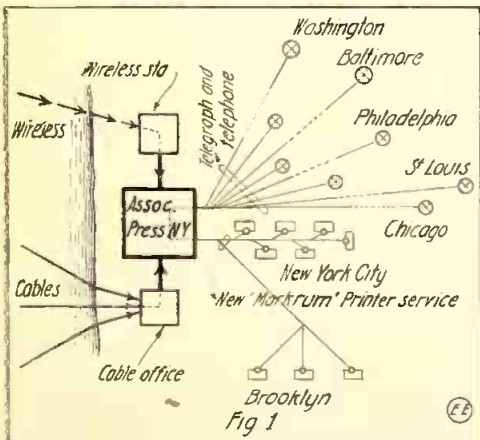 Washington
Baltimore
Wireless sta
Telegraph and
telephone
Wireless
Philadelphia
St Louis
Assoc.
Press NY
Chicago
Cables
New York City
New "Morkrum" Printer service
Cable office
Brooklyn
Fig 1
EE